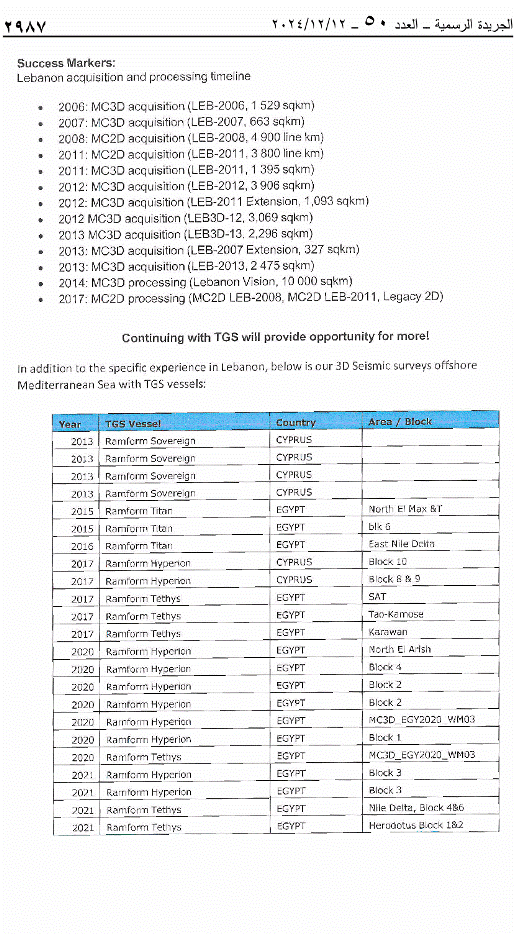 الجريدة الرسمية – العدد ٥٠ – ٢٠٢٤/١٢/١٢ ٢٩٨٧
Success Markers:
Lebanon acquisition and processing timeline
• 2006: MC3D acquisition (LEB-2006, 1 529 sqkm)
• 2007: MC3D acquisition (LEB-2007, 663 sqkm)
• 2008: MC2D acquisition (LEB-2008, 4 900 line km)
• 2011: MC2D acquisition (LEB-2011, 3 800 line km)
• 2011: MC3D acquisition (LEB-2011, 1 395 sqkm)
• 2012: MC3D acquisition (LEB-2012, 3 906 sqkm)
• 2012: MC3D acquisition (LEB-2011 Extension, 1,093 sqkm)
• 2012 MC3D acquisition (LEB3D-12, 3,069 sqkm)
• 2013 MC3D acquisition (LEB3D-13, 2,296 sqkm)
• 2013: MC3D acquisition (LEB-2007 Extension, 327 sqkm)
• 2013: MC3D acquisition (LEB-2013, 2 475 sqkm)
• 2014: MC3D processing (Lebanon Vision, 10 000 sqkm)
• 2017: MC2D processing (MC2D LEB-2008, MC2D LEB-2011, Legacy 2D)
Continuing with TGS will provide opportunity for more!
In addition to the specific experience in Lebanon, below is our 3D Seismic surveys offshore
Mediterranean Sea with TGS vessels:
Year TGS Vessel Country Area / Block
2013 Ramform Sovereign CYPRUS
2013 Ramform Sovereign CYPRUS
2013 Ramform Sovereign CYPRUS
2013 Ramform Sovereign CYPRUS
2015 Ramform Titan EGYPT North El Max &T
2015 Ramform Titan EGYPT blk 6
2016 Ramform Titan EGYPT East Nile Delta
2017 Ramform Hyperion CYPRUS Block 10
2017 Ramform Hyperion CYPRUS Block 8 & 9
2017 Ramform Tethys EGYPT SAT
2017 Ramform Tethys EGYPT Tao-Kamose
2017 Ramform Tethys EGYPT Karawan
2020 Ramform Hyperion EGYPT North El Arish
2020 Ramform Hyperion EGYPT Block 4
2020 Ramform Hyperion EGYPT Block 2
2020 Ramform Hyperion EGYPT Block 2
2020 Ramform Hyperion EGYPT MC3D_EGY2020_WM03
2020 Ramform Hyperion EGYPT Block 1
2020 Ramform Tethys EGYPT MC3D_EGY2020_WM03
2021 Ramform Hyperion EGYPT Block 3
2021 Ramform Hyperion EGYPT Block 3
2021 Ramform Tethys EGYPT Nile Delta, Block 4&6
2021 Ramform Tethys EGYPT Herodotus Block 1&2